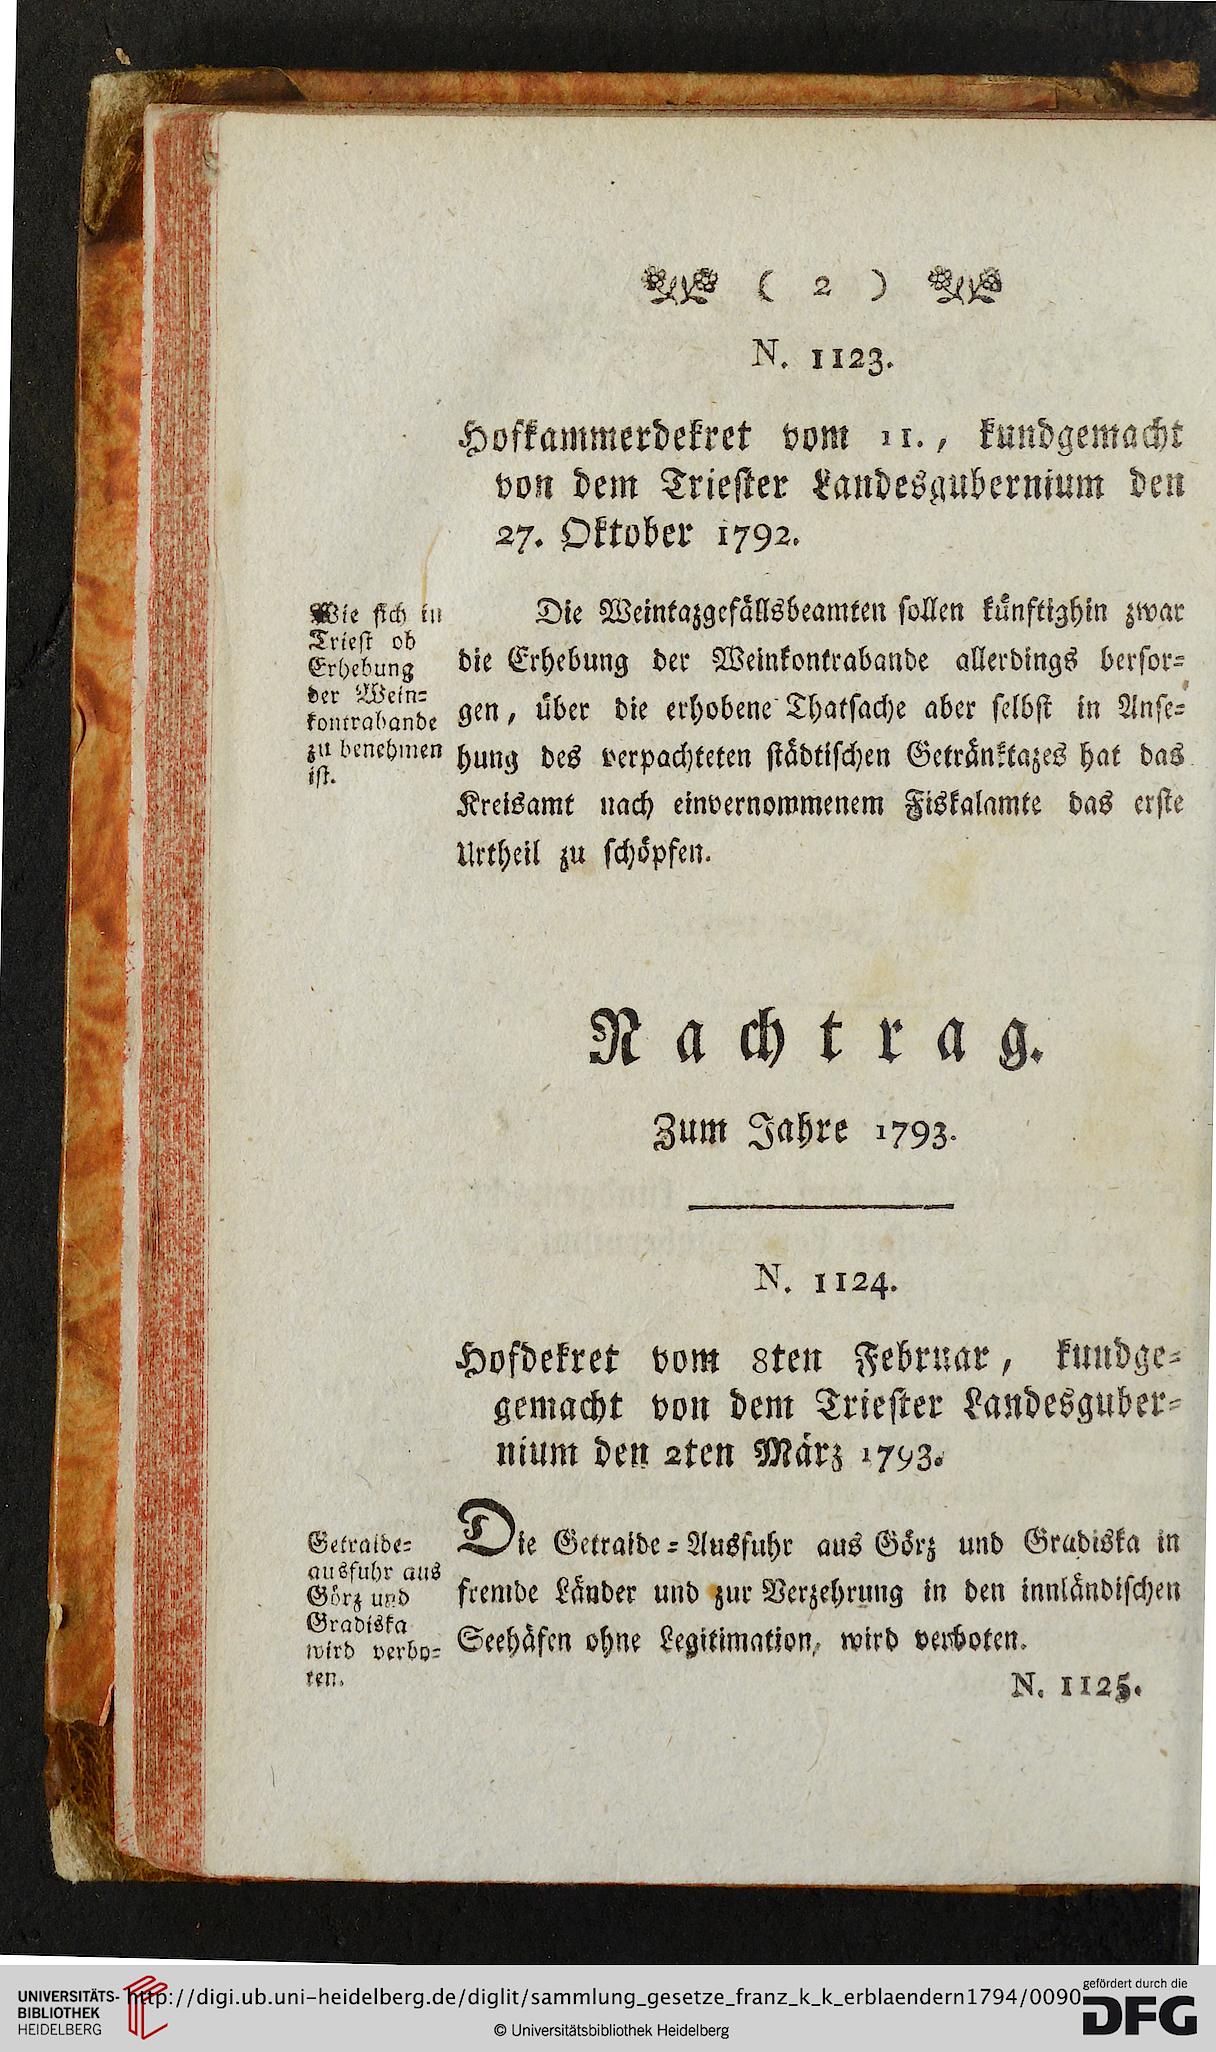 ( 2 )
N. 1123.
Hofkammerdekret vom 11., kundgemacht
von dem Triester Landesgubernium den
27. Oktober 1792.
Wie sich in
Triest ob
Erhebung
der Wein=
kontrabande
zu benehmen
ist.
Die Weintazgefällsbeamten sollen künftighin zwar
die Erhebung der Weinkontrabande allerdings bersor=
gen, über die erhobene Thatsache aber selbst in Anse=
hung des verpachteten städtischen Getränktazes hat das
Kreisamt nach einvernommenem Fiskalamte das erste
Urtheil zu schöpfen.
Nachtrag.
Zum Jahre 1793.
N. 1124.
Hofdekret vom 8ten Februar, kundge=
gemacht von dem Triester Landesguber=
nium den 2ten März 1793.
Getraide=
ausfuhr aus
Görz und
Gradiska
wird verbo=
ten.
Die Getraide=Ausfuhr aus Görz und Gradiska in
fremde Länder und zur Verzehrung in den innländischen
Seehäfen ohne Legitimation, wird verboten.
N. 1125.
UNIVERSITÄTS-
BIBLIOTHEK
HEIDELBERG
http://digi.ub.uni-heidelberg.de/diglit/sammlung_gesetze_franz_k_k_erblaendern1794/0090
© Universitätsbibliothek Heidelberg
gefördert durch die
DFG